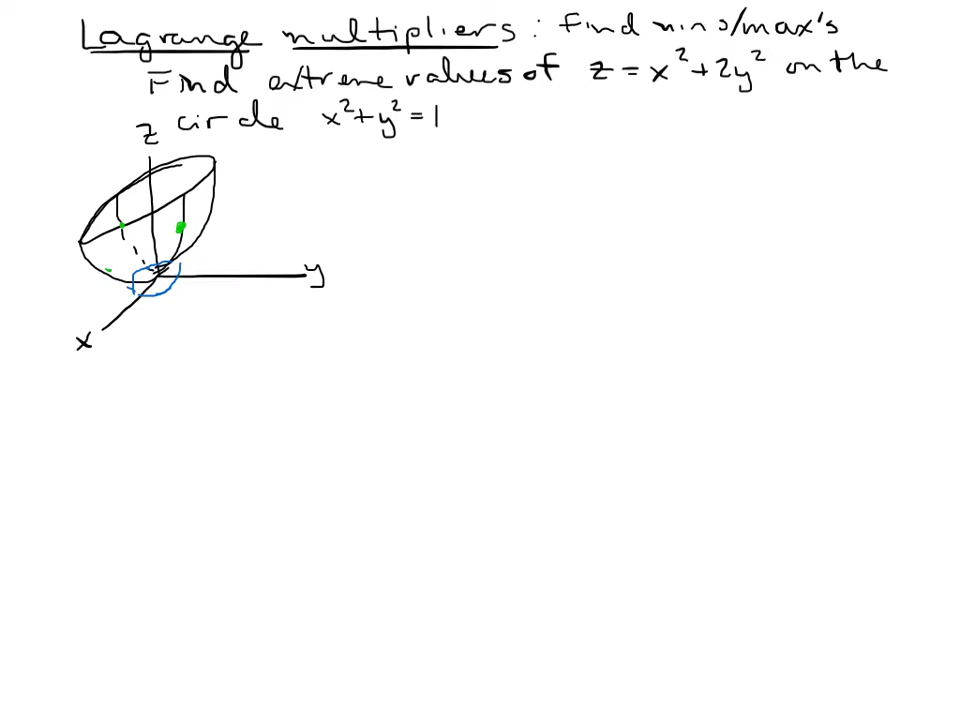 Lagrange multipliers: Find mins/max's
Find extreme values of z = x² + 2y² on the
circle x² + y² = 1
z
y
x